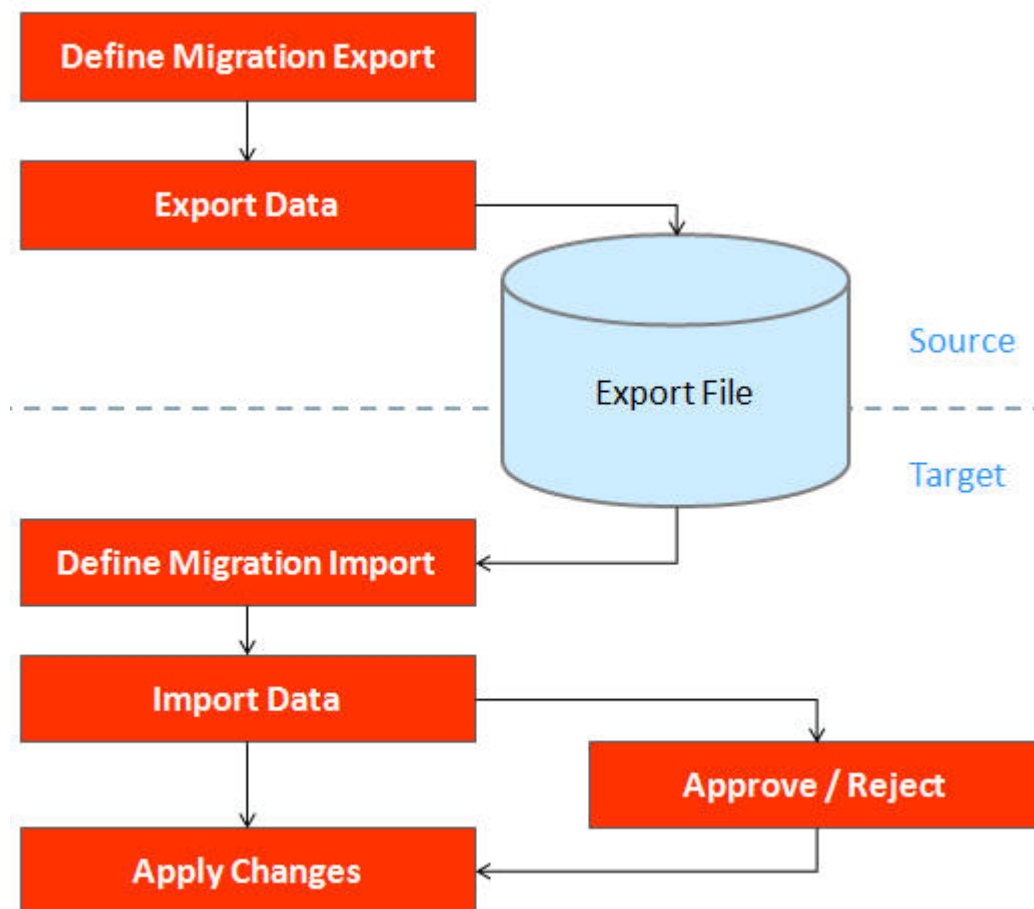 Define Migration Export
Export Data
Source
Export File
Target
Define Migration Import
Import Data
Approve / Reject
Apply Changes